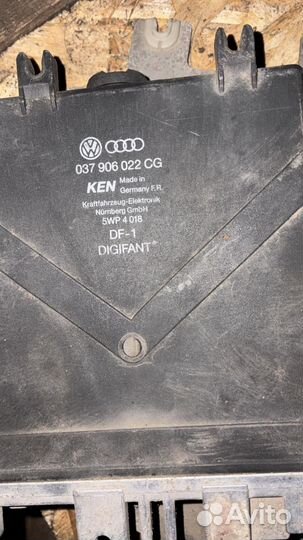 037 906 022 CG
KEN Made in Germany F.R.
Kraftfahrzeug-Elektronik
Nürnberg GmbH
5WP 4 018
DF-1
DIGIFANT®
Avito